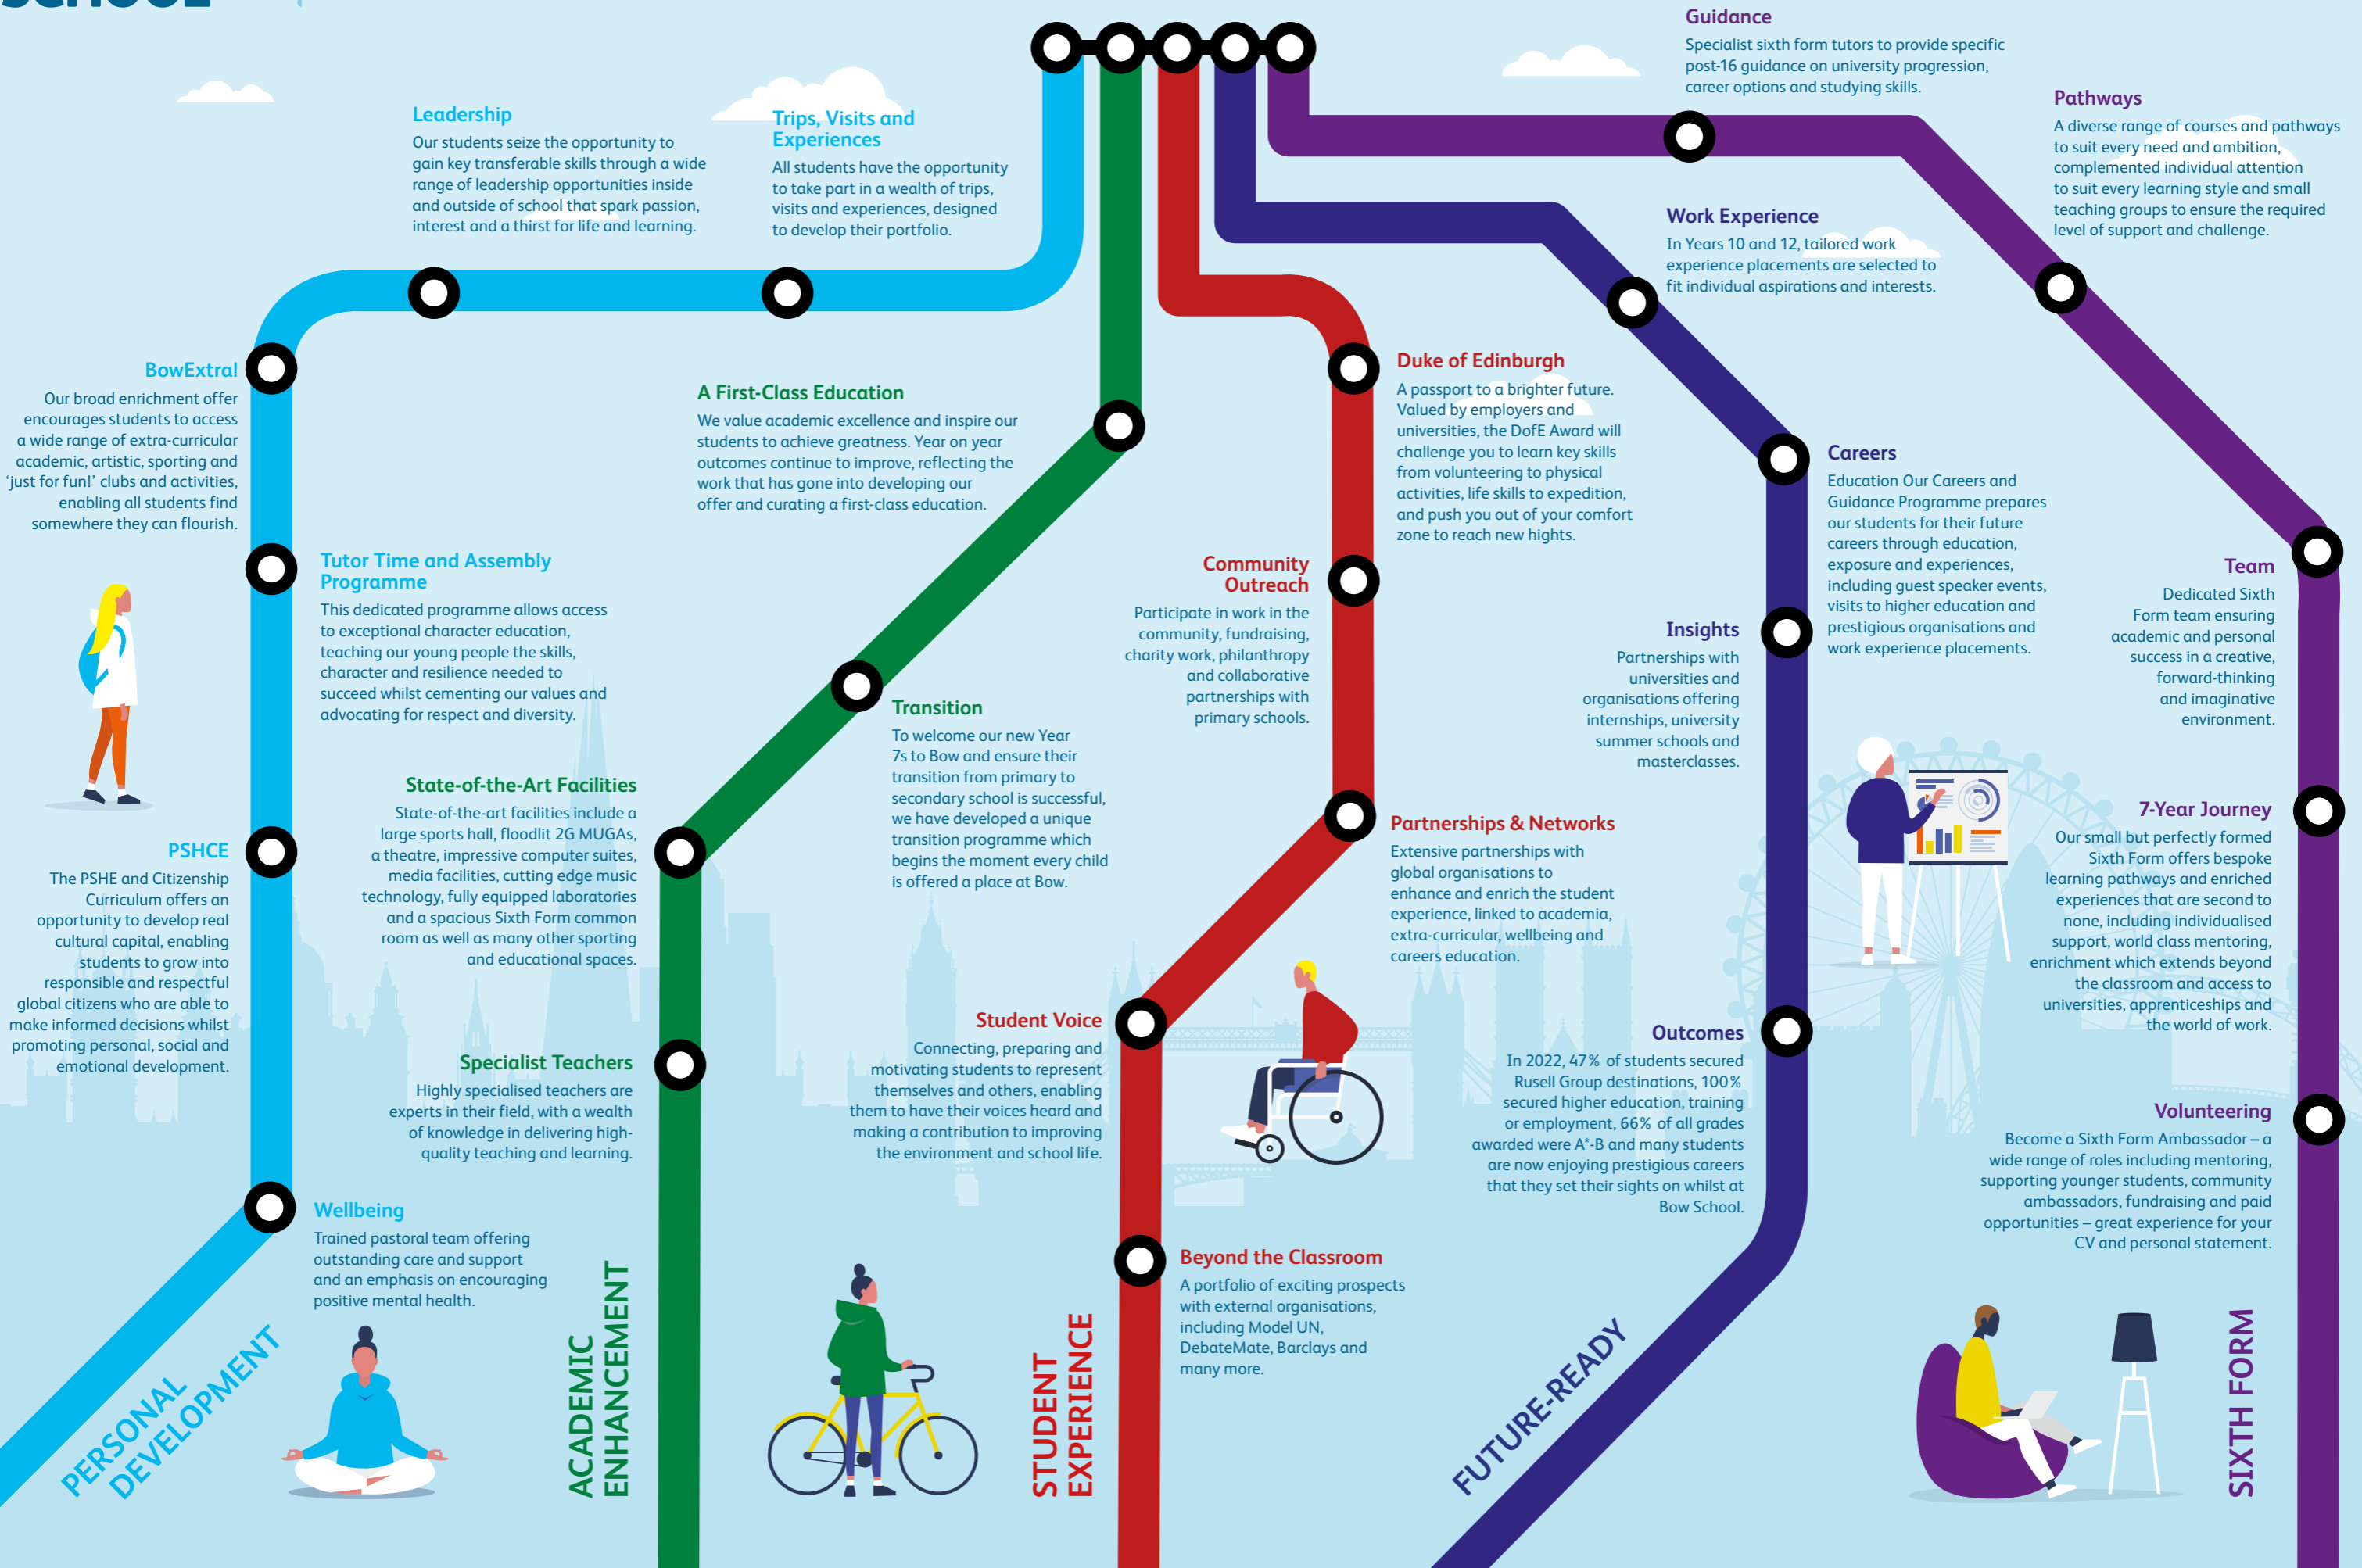 Guidance
Specialist sixth form tutors to provide specific
post-16 guidance on university progression,
career options and studying skills.
Pathways
A diverse range of courses and pathways
to suit every need and ambition,
complemented individual attention
to suit every learning style and small
teaching groups to ensure the required
level of support and challenge.
Leadership
Our students seize the opportunity to
gain key transferable skills through a wide
range of leadership opportunities inside
and outside of school that spark passion,
interest and a thirst for life and learning.
Trips, Visits and
Experiences
All students have the opportunity
to take part in a wealth of trips,
visits and experiences, designed
to develop their portfolio.
Work Experience
In Years 10 and 12, tailored work
experience placements are selected to
fit individual aspirations and interests.
BowExtra!
Our broad enrichment offer
encourages students to access
a wide range of extra-curricular
academic, artistic, sporting and
‘just for fun!’ clubs and activities,
enabling all students find
somewhere they can flourish.
A First-Class Education
We value academic excellence and inspire our
students to achieve greatness. Year on year
outcomes continue to improve, reflecting the
work that has gone into developing our
offer and curating a first-class education.
Duke of Edinburgh
A passport to a brighter future.
Valued by employers and
universities, the DofE Award will
challenge you to learn key skills
from volunteering to physical
activities, life skills to expedition,
and push you out of your comfort
zone to reach new hights.
Careers
Education Our Careers and
Guidance Programme prepares
our students for their future
careers through education,
exposure and experiences,
including guest speaker events,
visits to higher education and
prestigious organisations and
work experience placements.
Tutor Time and Assembly
Programme
This dedicated programme allows access
to exceptional character education,
teaching our young people the skills,
character and resilience needed to
succeed whilst cementing our values and
advocating for respect and diversity.
Community
Outreach
Participate in work in the
community, fundraising,
charity work, philanthropy
and collaborative
partnerships with
primary schools.
Insights
Partnerships with
universities and
organisations offering
internships, university
summer schools and
masterclasses.
Team
Dedicated Sixth
Form team ensuring
academic and personal
success in a creative,
forward-thinking
and imaginative
environment.
Transition
To welcome our new Year
7s to Bow and ensure their
transition from primary to
secondary school is successful,
we have developed a unique
transition programme which
begins the moment every child
is offered a place at Bow.
State-of-the-Art Facilities
State-of-the-art facilities include a
large sports hall, floodlit 2G MUGAs,
a theatre, impressive computer suites,
media facilities, cutting edge music
technology, fully equipped laboratories
and a spacious Sixth Form common
room as well as many other sporting
and educational spaces.
Partnerships & Networks
Extensive partnerships with
global organisations to
enhance and enrich the student
experience, linked to academia,
extra-curricular, wellbeing and
careers education.
7-Year Journey
Our small but perfectly formed
Sixth Form offers bespoke
learning pathways and enriched
experiences that are second to
none, including individualised
support, world class mentoring,
enrichment which extends beyond
the classroom and access to
universities, apprenticeships and
the world of work.
PSHCE
The PSHE and Citizenship
Curriculum offers an
opportunity to develop real
cultural capital, enabling
students to grow into
responsible and respectful
global citizens who are able to
make informed decisions whilst
promoting personal, social and
emotional development.
Specialist Teachers
Highly specialised teachers are
experts in their field, with a wealth
of knowledge in delivering high-
quality teaching and learning.
Student Voice
Connecting, preparing and
motivating students to represent
themselves and others, enabling
them to have their voices heard and
making a contribution to improving
the environment and school life.
Outcomes
In 2022, 47% of students secured
Rusell Group destinations, 100%
secured higher education, training
or employment, 66% of all grades
awarded were A*-B and many students
are now enjoying prestigious careers
that they set their sights on whilst at
Bow School.
Volunteering
Become a Sixth Form Ambassador – a
wide range of roles including mentoring,
supporting younger students, community
ambassadors, fundraising and paid
opportunities – great experience for your
CV and personal statement.
Wellbeing
Trained pastoral team offering
outstanding care and support
and an emphasis on encouraging
positive mental health.
Beyond the Classroom
A portfolio of exciting prospects
with external organisations,
including Model UN,
DebateMate, Barclays and
many more.
PERSONAL
DEVELOPMENT
ACADEMIC
ENHANCEMENT
STUDENT
EXPERIENCE
FUTURE-READY
SIXTH FORM